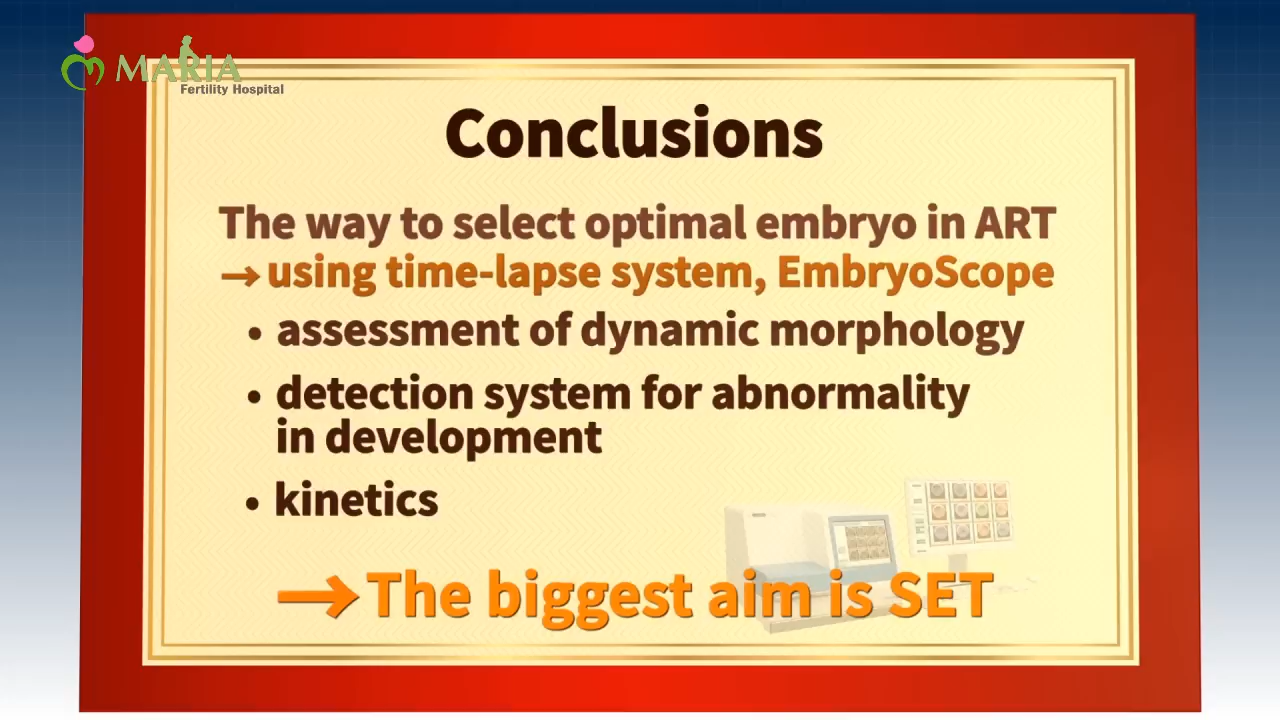 MARIA
Fertility Hospital
Conclusions
The way to select optimal embryo in ART
→ using time-lapse system, EmbryoScope
• assessment of dynamic morphology
• detection system for abnormality
in development
• kinetics
→ The biggest aim is SET